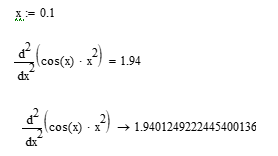 x := 0.1
d²/dx² (cos(x) · x²) = 1.94
d²/dx² (cos(x) · x²) → 1.9401249222445400136